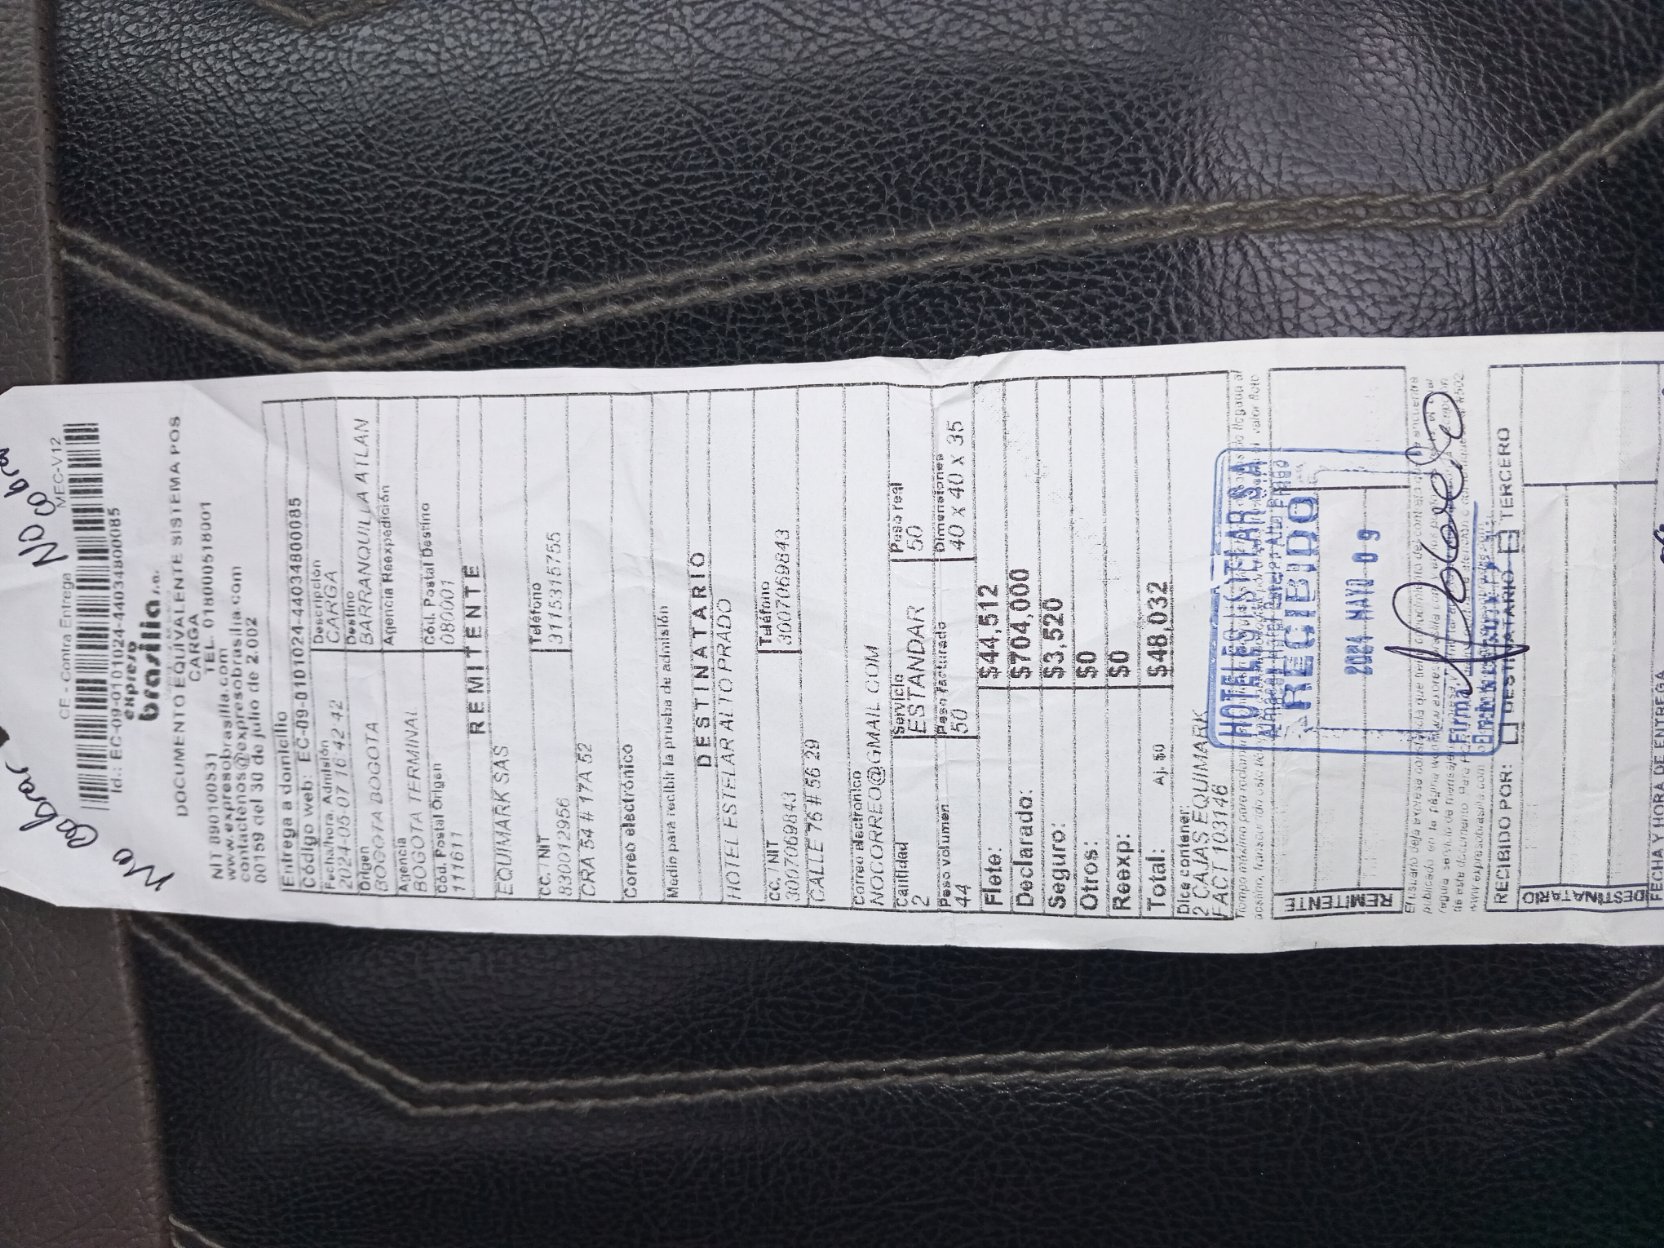 No Cobrar
No cobra
CE - Contra Entrega MEC-V12
Id.: EC-09-0101024-44034800085
expreso
brasilia s.a.
DOCUMENTO EQUIVALENTE SISTEMA POS
CARGA
NIT 890100531 TEL. 018000518001
www.expresobrasilia.com
contactenos@expresobrasilia.com
00159 del 30 de julio de 2.002
Entrega a domicilio
Código web: EC-09-0101024-44034800085
Fecha/hora. Admisión Descripción
2024-05-07 16:42:42 CARGA
Origen Destino
BOGOTA BOGOTA BARRANQUILLA ATLAN
Agencia Agencia Reexpedición
BOGOTA TERMINAL
Cód. Postal Origen Cód. Postal Destino
111611 080001
REMITENTE
EQUIMARK SAS
CC. NIT Teléfono
830012956 3115315755
CRA 54 # 17A 52
Correo electrónico
Medio para recibir la prueba de admisión
DESTINATARIO
HOTEL ESTELAR ALTO PRADO
CC. / NIT Teléfono
3007069843 3007069843
CALLE 76 # 56 29
Correo electronico
NOCORREO@GMAIL.COM
Cantidad Servicio Peso real
2 ESTANDAR 50
Peso volumen Peso facturado Dimensiones
44 50 40 x 40 x 35
Flete: $44,512
Declarado: $704,000
Seguro: $3,520
Otros: $0
Reexp: $0
Total: Aj. $0 $48,032
Dice contener:
2 CAJAS EQUIMARK
FACT 103146
HOTELES ESTELAR S A
RECIBIDO
2024 MAYO 09
Firma
REMITENTE
RECIBIDO POR: DESTINATARIO TERCERO
DESTINATARIO
FECHA Y HORA DE ENTREGA